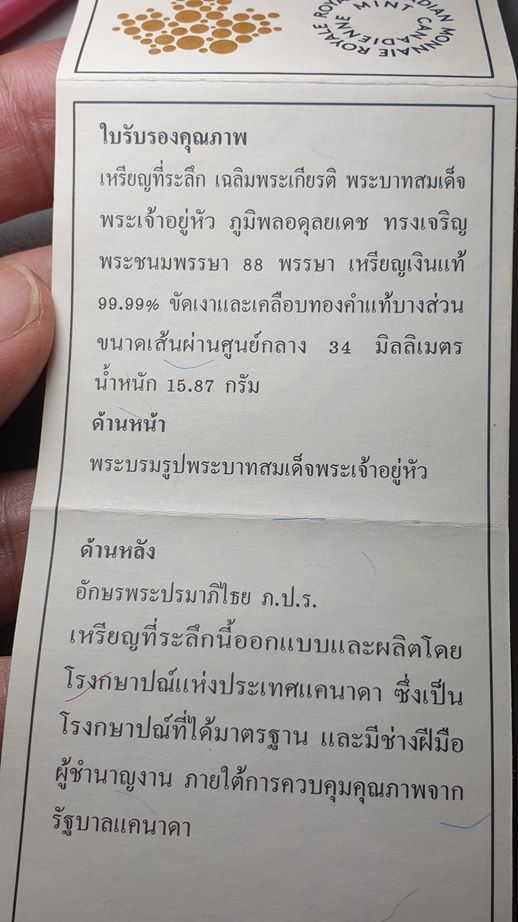 MONNAIE ROYALE CANADIENNE MINT
ใบรับรองคุณภาพ
เหรียญที่ระลึก เฉลิมพระเกียรติ พระบาทสมเด็จ
พระเจ้าอยู่หัว ภูมิพลอดุลยเดช ทรงเจริญ
พระชนมพรรษา 88 พรรษา เหรียญเงินแท้
99.99% ขัดเงาและเคลือบทองคำแท้บางส่วน
ขนาดเส้นผ่านศูนย์กลาง 34 มิลลิเมตร
น้ำหนัก 15.87 กรัม
ด้านหน้า
พระบรมรูปพระบาทสมเด็จพระเจ้าอยู่หัว
ด้านหลัง
อักษรพระปรมาภิไธย ภ.ป.ร.
เหรียญที่ระลึกนี้ออกแบบและผลิตโดย
โรงกษาปณ์แห่งประเทศแคนาดา ซึ่งเป็น
โรงกษาปณ์ที่ได้มาตรฐาน และมีช่างฝีมือ
ผู้ชำนาญงาน ภายใต้การควบคุมคุณภาพจาก
รัฐบาลแคนาดา